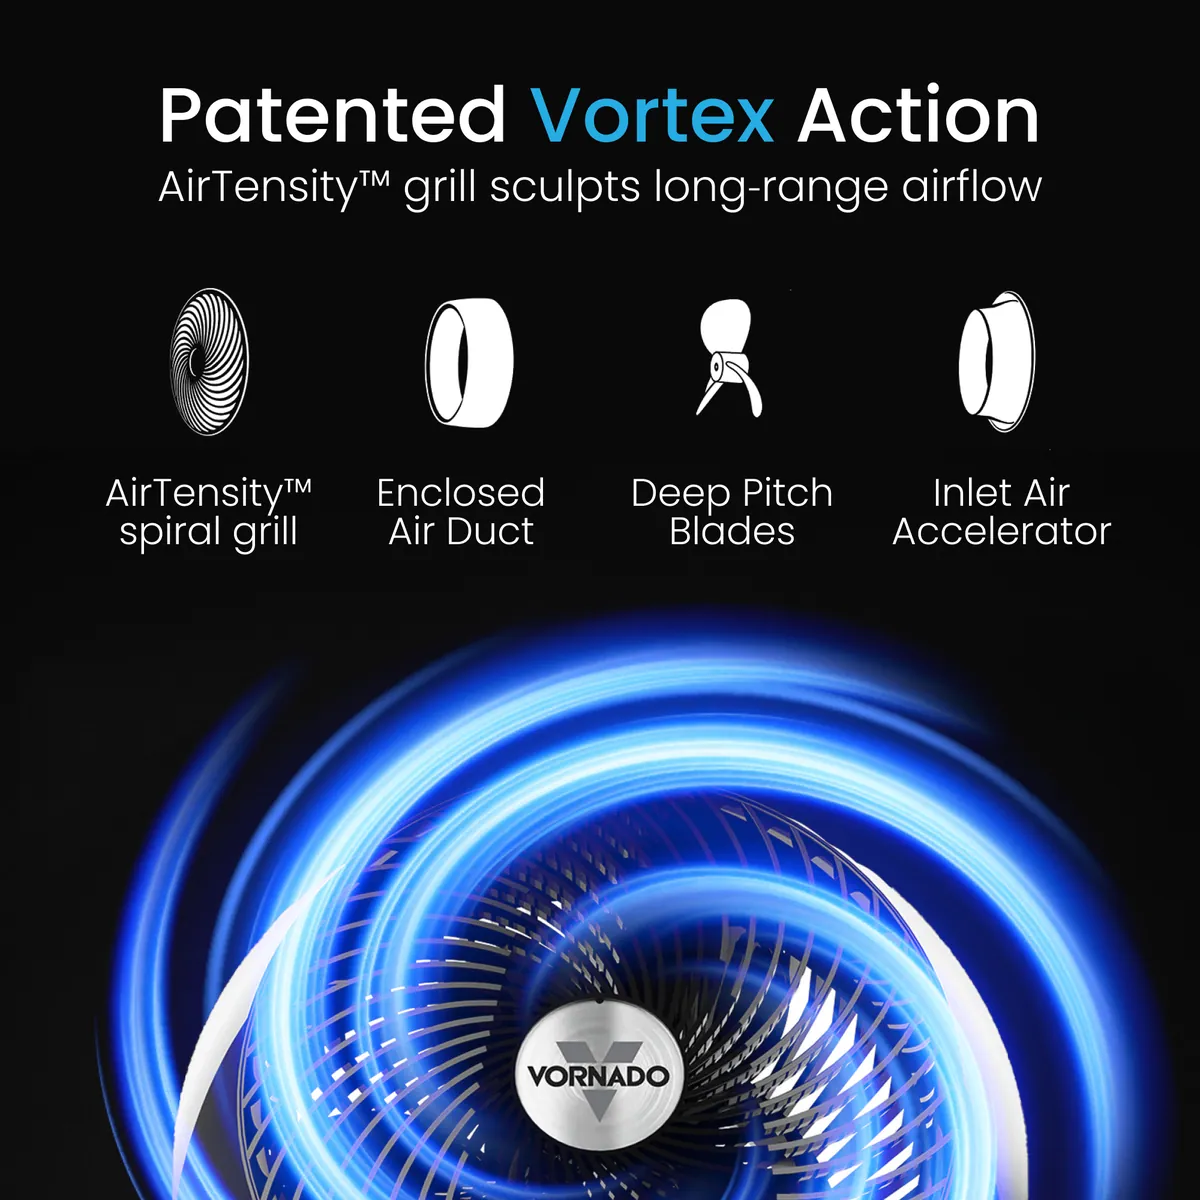 Patented Vortex Action
AirTensity™ grill sculpts long-range airflow
AirTensity™
spiral grill
Enclosed
Air Duct
Deep Pitch
Blades
Inlet Air
Accelerator
VORNADO